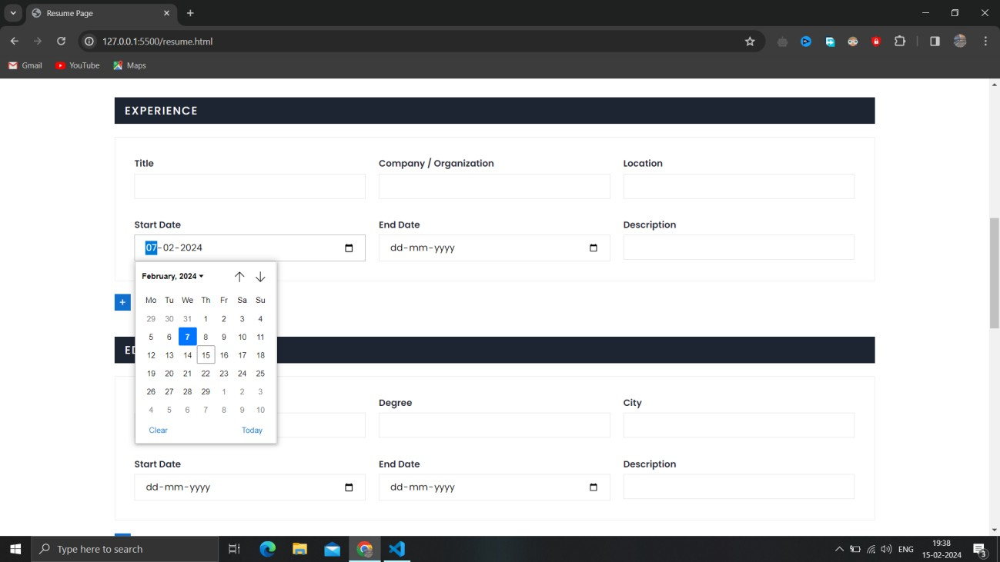 Resume Page
127.0.0.1:5500/resume.html
Gmail YouTube Maps
EXPERIENCE
Title Company / Organization Location
Start Date End Date Description
07-02-2024 dd-mm-yyyy
February, 2024
Mo Tu We Th Fr Sa Su
29 30 31 1 2 3 4
5 6 7 8 9 10 11
12 13 14 15 16 17 18
19 20 21 22 23 24 25
26 27 28 29 1 2 3
4 5 6 7 8 9 10
Clear Today
+
Degree City
Start Date End Date Description
dd-mm-yyyy dd-mm-yyyy
Type here to search
ENG
19:38
15-02-2024
3